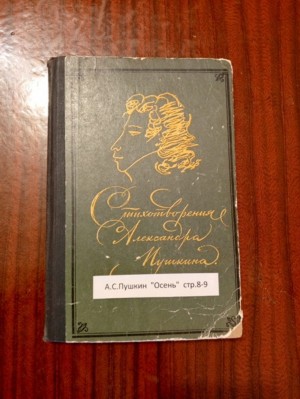 Стихотворения
Александра
Пушкина.
А.С.Пушкин "Осень" стр.8-9